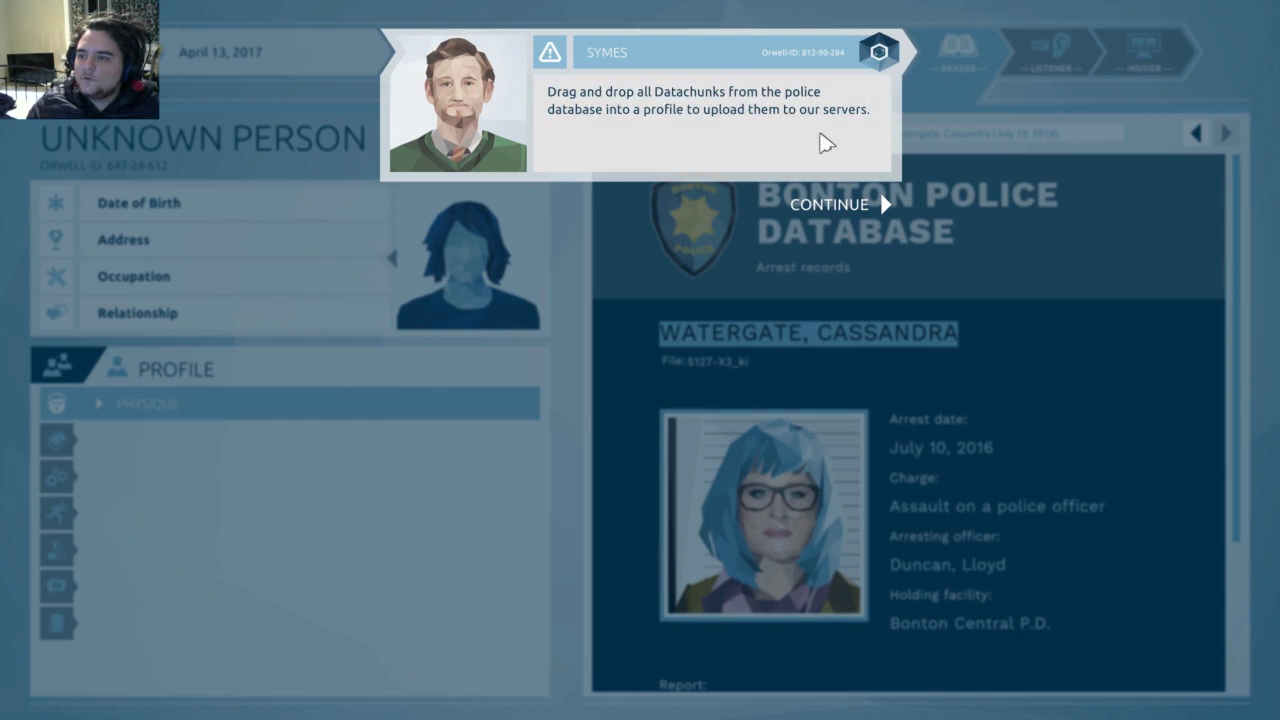 April 13, 2017
SYMES
Orwell-ID: 812-90-284
Drag and drop all Datachunks from the police
database into a profile to upload them to our servers.
CONTINUE
READER
LISTENER
INSIDER
UNKNOWN PERSON
ORWELL-ID: 647-24-612
Date of Birth
Address
Occupation
Relationship
PROFILE
PHYSIQUE
Cassandra (July 10, 2016)
BONTON
POLICE
BONTON POLICE
DATABASE
Arrest records
WATERGATE, CASSANDRA
File: 5127-X3_ki
Arrest date:
July 10, 2016
Charge:
Assault on a police officer
Arresting officer:
Duncan, Lloyd
Holding facility:
Bonton Central P.D.
Report: